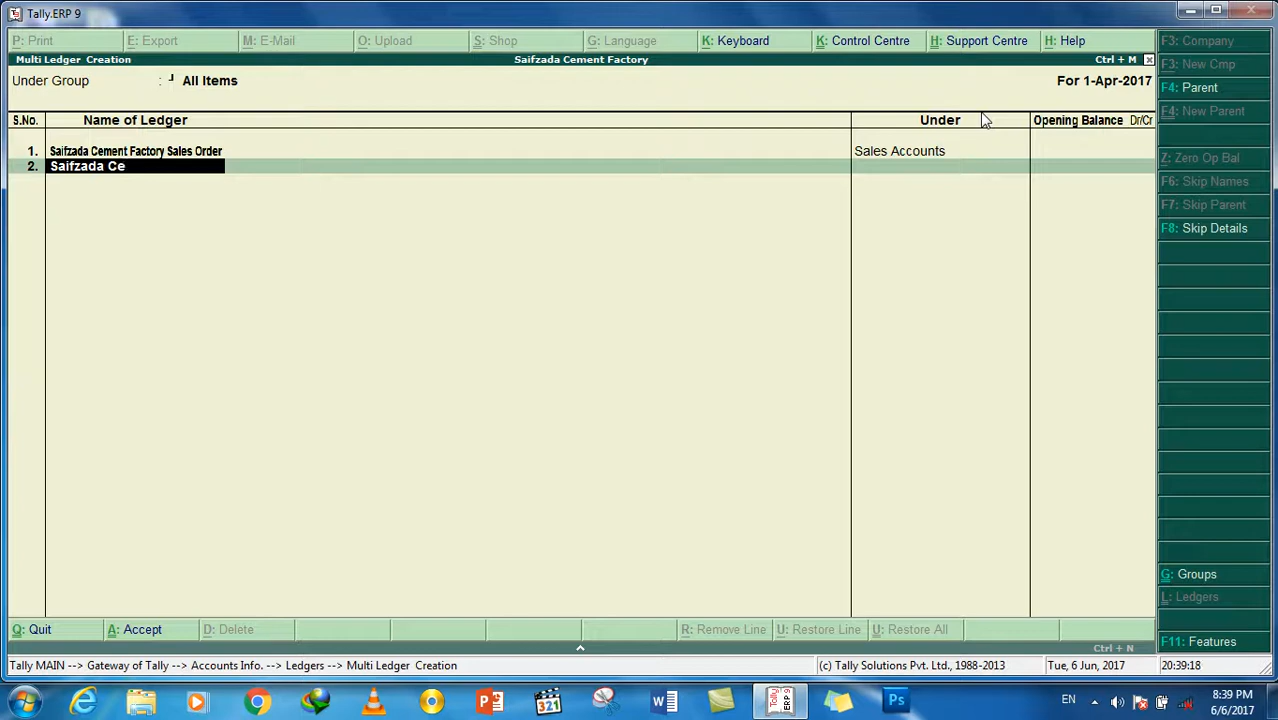 Tally.ERP 9
P: Print E: Export M: E-Mail O: Upload S: Shop G: Language K: Keyboard K: Control Centre H: Support Centre H: Help
F3: Company
Multi Ledger Creation Saifzada Cement Factory Ctrl + M
F3: New Cmp
Under Group : All Items For 1-Apr-2017
F4: Parent
F4: New Parent
S.No. Name of Ledger Under Opening Balance Dr/Cr
1. Saifzada Cement Factory Sales Order Sales Accounts
2. Saifzada Ce
Z: Zero Op Bal
F6: Skip Names
F7: Skip Parent
F8: Skip Details
G: Groups
L: Ledgers
Q: Quit A: Accept D: Delete R: Remove Line U: Restore Line U: Restore All
F11: Features
Ctrl + N
Tally MAIN --> Gateway of Tally --> Accounts Info. --> Ledgers --> Multi Ledger Creation (c) Tally Solutions Pvt. Ltd., 1988-2013 Tue, 6 Jun, 2017 20:39:18
321 W TALLY ERP 9 Ps EN 8:39 PM
6/6/2017